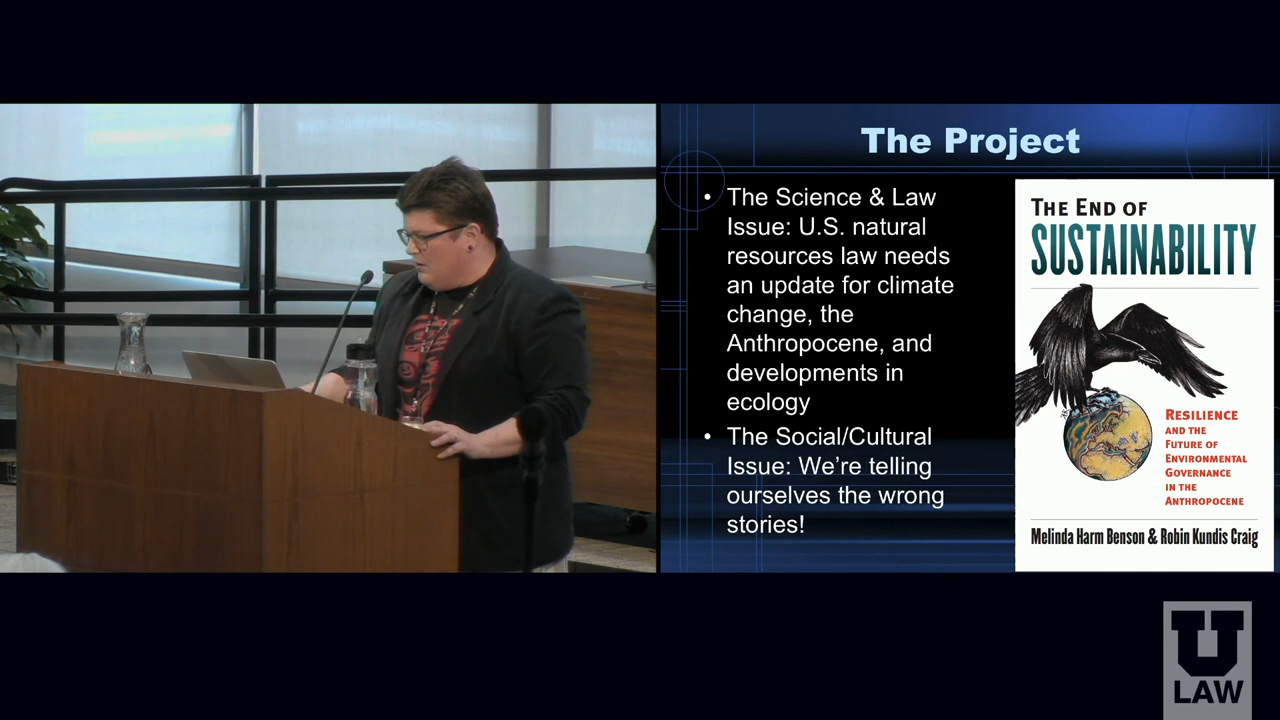 The Project
• The Science & Law
Issue: U.S. natural
resources law needs
an update for climate
change, the
Anthropocene, and
developments in
ecology
• The Social/Cultural
Issue: We’re telling
ourselves the wrong
stories!
THE END OF
SUSTAINABILITY
RESILIENCE
AND THE
FUTURE OF
ENVIRONMENTAL
GOVERNANCE
IN THE
ANTHROPOCENE
Melinda Harm Benson & Robin Kundis Craig
U
LAW